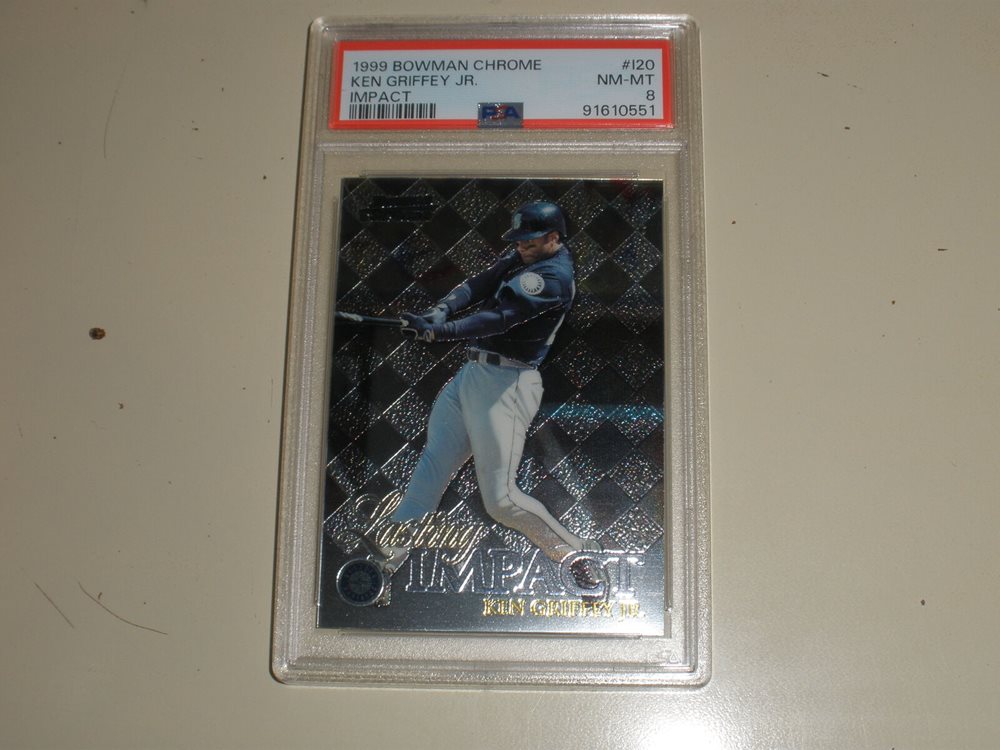 1999 BOWMAN CHROME #I20
KEN GRIFFEY JR. NM-MT
IMPACT 8
PSA 91610551
Lasting
IMPACT
KEN GRIFFEY JR.